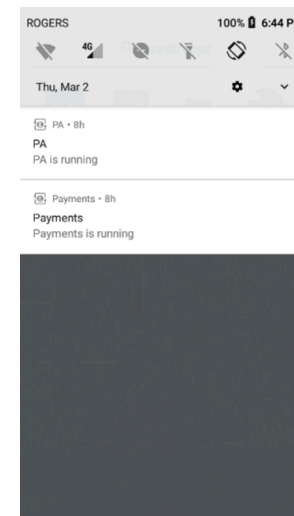 ROGERS 100% 6:44 P
4G
Thu, Mar 2
PA • 8h
PA
PA is running
Payments • 8h
Payments
Payments is running